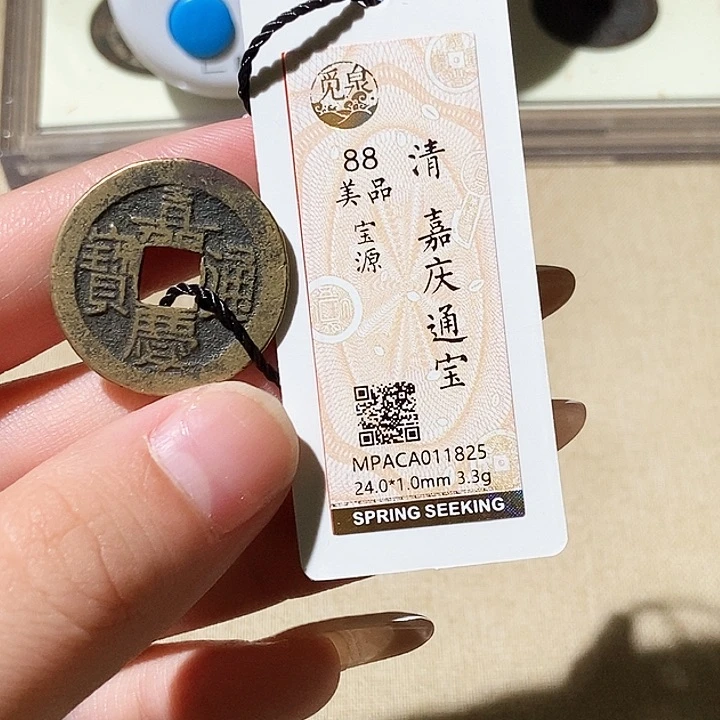 嘉慶通寶
觅泉
清 嘉庆通宝
88
美品
宝源
MPACA011825
24.0*1.0mm 3.3g
SPRING SEEKING